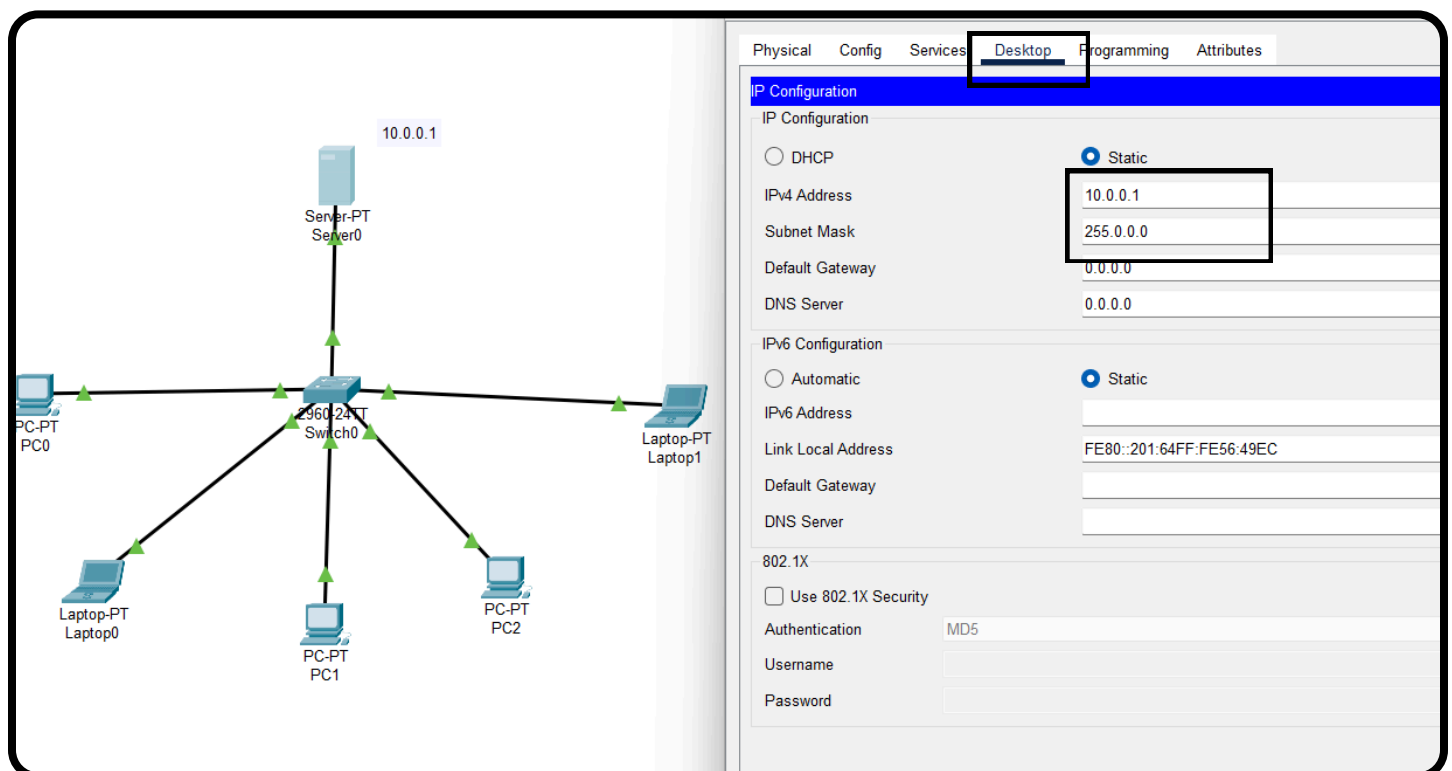 10.0.0.1
Server-PT
Server0
PC-PT
PC0
2960-24TT
Switch0
Laptop-PT
Laptop1
Laptop-PT
Laptop0
PC-PT
PC1
PC-PT
PC2
Physical Config Services Desktop Programming Attributes
IP Configuration
IP Configuration
DHCP Static
IPv4 Address 10.0.0.1
Subnet Mask 255.0.0.0
Default Gateway 0.0.0.0
DNS Server 0.0.0.0
IPv6 Configuration
Automatic Static
IPv6 Address
Link Local Address FE80::201:64FF:FE56:49EC
Default Gateway
DNS Server
802.1X
Use 802.1X Security
Authentication MD5
Username
Password